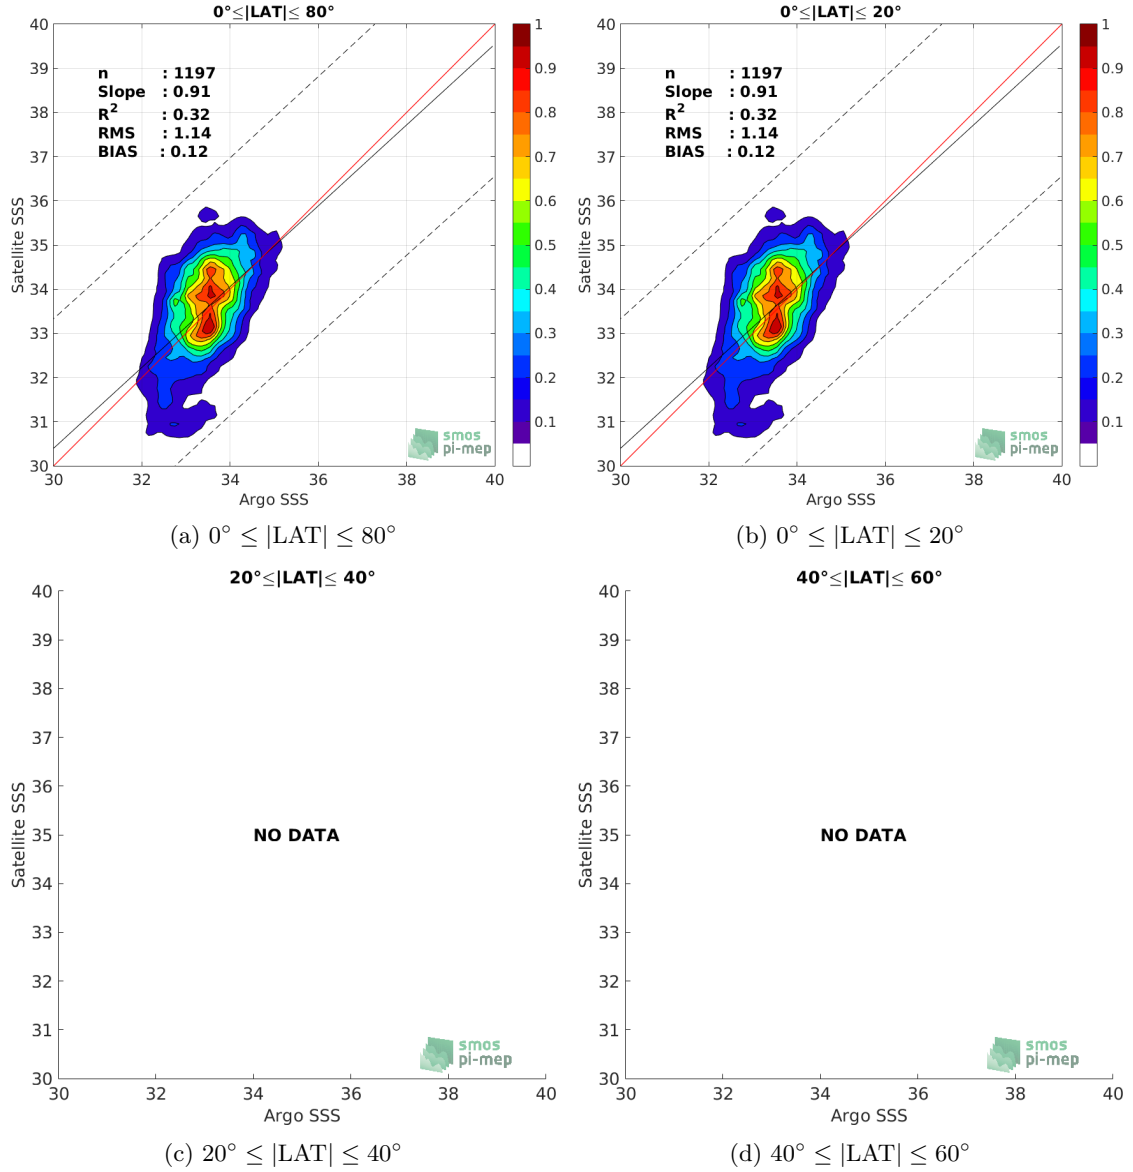 0°≤|LAT|≤ 80°
40
39
38
37
36
35
34
33
32
31
30
Satellite SSS
n : 1197
Slope : 0.91
R² : 0.32
RMS : 1.14
BIAS : 0.12
smos
pi-mep
30 32 34 36 38 40
Argo SSS
1
0.9
0.8
0.7
0.6
0.5
0.4
0.3
0.2
0.1
(a) 0° ≤ |LAT| ≤ 80°
0°≤|LAT|≤ 20°
40
39
38
37
36
35
34
33
32
31
30
Satellite SSS
n : 1197
Slope : 0.91
R² : 0.32
RMS : 1.14
BIAS : 0.12
smos
pi-mep
30 32 34 36 38 40
Argo SSS
1
0.9
0.8
0.7
0.6
0.5
0.4
0.3
0.2
0.1
(b) 0° ≤ |LAT| ≤ 20°
20°≤|LAT|≤ 40°
40
39
38
37
36
35
34
33
32
31
30
Satellite SSS
NO DATA
smos
pi-mep
30 32 34 36 38 40
Argo SSS
(c) 20° ≤ |LAT| ≤ 40°
40°≤|LAT|≤ 60°
40
39
38
37
36
35
34
33
32
31
30
Satellite SSS
NO DATA
smos
pi-mep
30 32 34 36 38 40
Argo SSS
(d) 40° ≤ |LAT| ≤ 60°